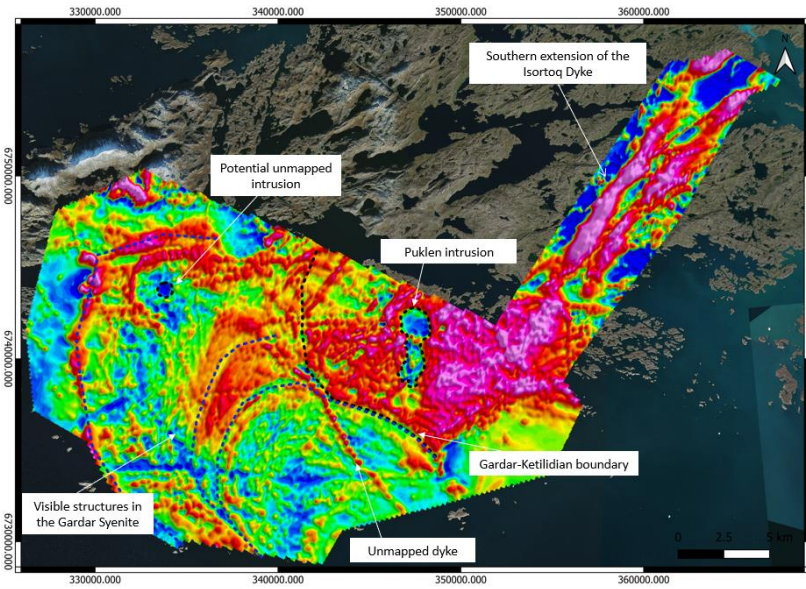 330000.000
340000.000
350000.000
360000.000
6750000.000
6740000.000
6730000.000
Southern extension of the
Isortoq Dyke
Potential unmapped
intrusion
Puklen intrusion
Gardar-Ketilidian boundary
Visible structures in
the Gardar Syenite
Unmapped dyke
0 2.5 5 km
330000.000
340000.000
350000.000
360000.000